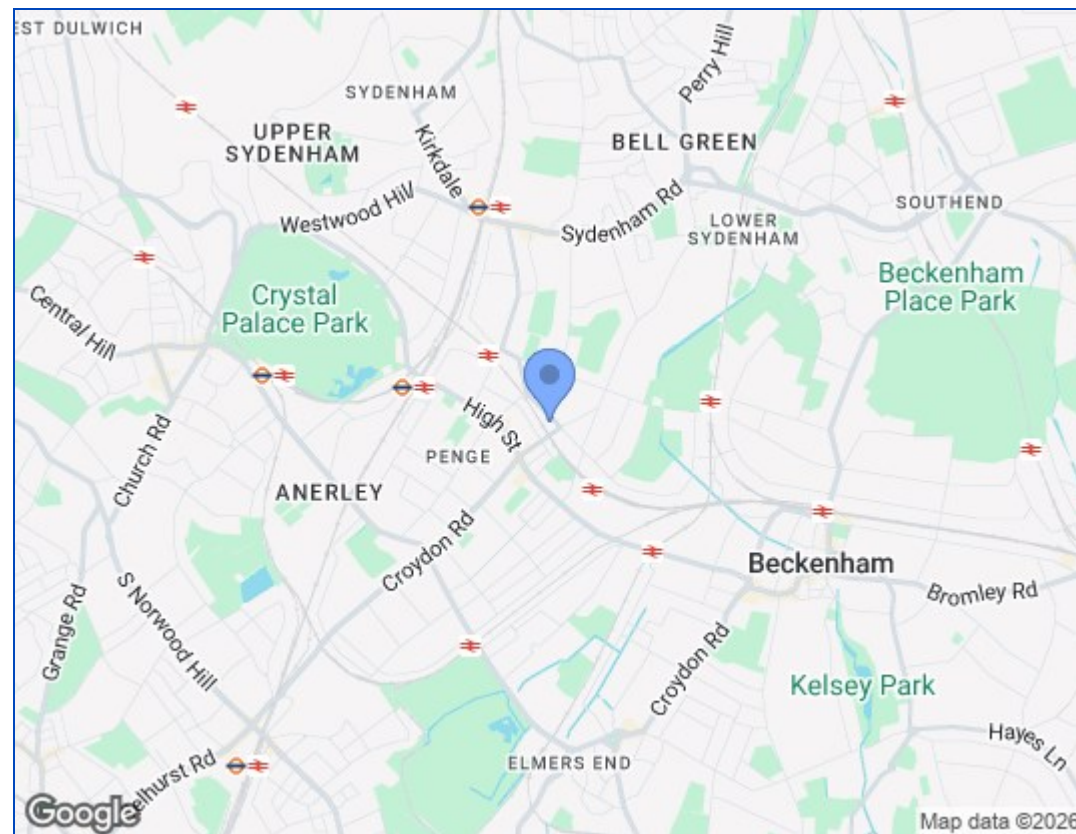 EST DULWICH
SYDENHAM
UPPER
SYDENHAM
Kirkdale
Perry Hill
BELL GREEN
Westwood Hill
Sydenham Rd
LOWER
SYDENHAM
SOUTHEND
Crystal
Palace Park
Beckenham
Place Park
Central Hill
High St
PENGE
Church Rd
ANERLEY
Croydon Rd
Beckenham
Bromley Rd
Grange Rd
S Norwood Hill
Croydon Rd
Kelsey Park
Hayes Ln
ELMERS END
elhurst Rd
Google
Map data ©2026